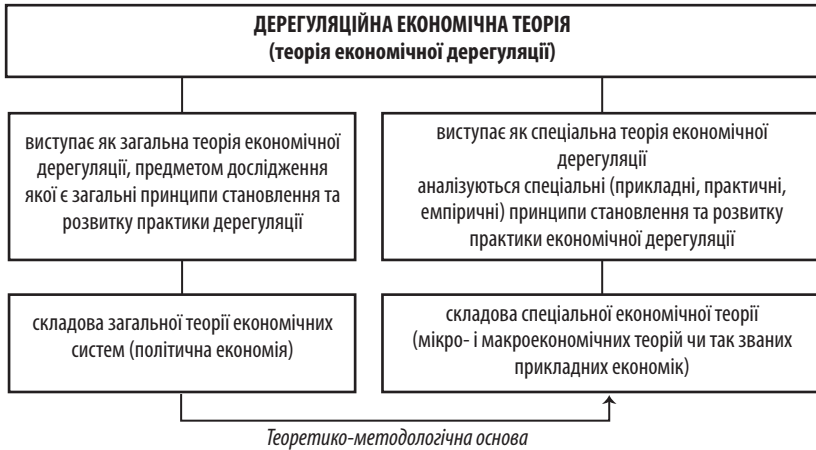 ДЕРЕГУЛЯЦІЙНА ЕКОНОМІЧНА ТЕОРІЯ
(теорія економічної дерегуляції)
виступає як загальна теорія економічної
дерегуляції, предметом дослідження
якої є загальні принципи становлення та
розвитку практики дерегуляції
виступає як спеціальна теорія економічної
дерегуляції
аналізуються спеціальні (прикладні, практичні,
емпіричні) принципи становлення та розвитку
практики економічної дерегуляції
складова загальної теорії економічних
систем (політична економія)
складова спеціальної економічної теорії
(мікро- і макроекономічних теорій чи так званих
прикладних економік)
Теоретико-методологічна основа